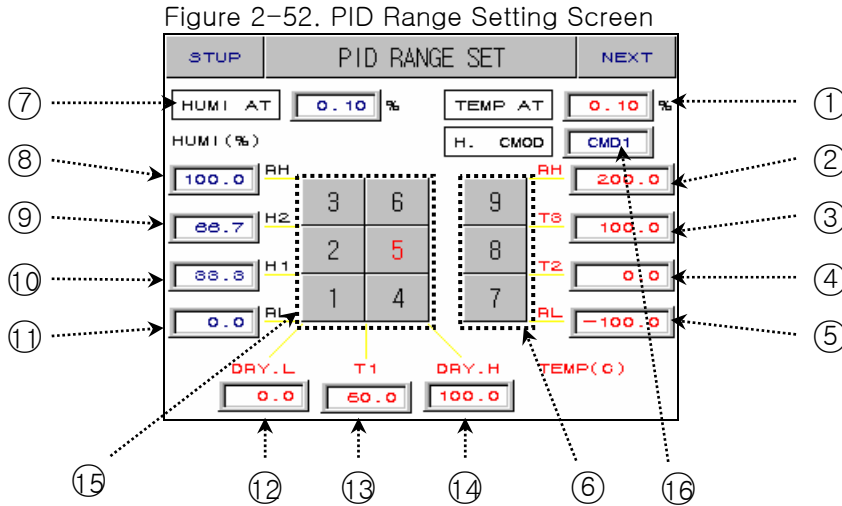 Figure 2-52. PID Range Setting Screen
STUP PID RANGE SET NEXT
⑦ HUMI AT 0.10 % TEMP AT 0.10 % ①
HUMI(%) H. CMOD CMD1
⑧ 100.0 RH 3 6 9 RH 200.0 ②
⑨ 66.7 H2 T3 100.0 ③
2 5 8
⑩ 33.3 H1 T2 0.0 ④
1 4 7
⑪ 0.0 RL RL -100.0 ⑤
DRY.L T1 DRY.H TEMP(C)
0.0 50.0 100.0
⑮ ⑫ ⑬ ⑭ ⑥ ⑯